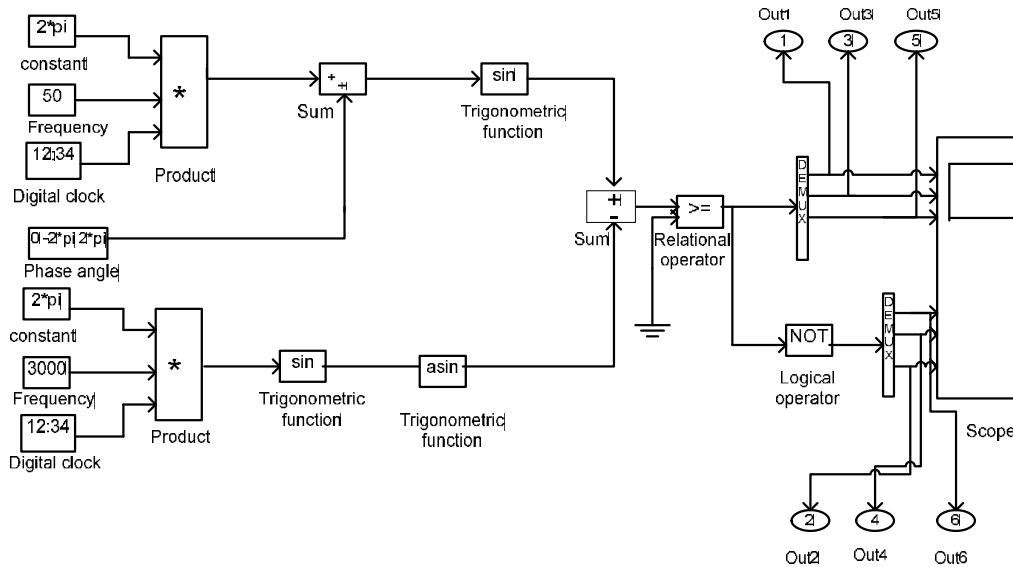 Out1 Out3 Out5
1 3 5
2*pi
constant
50
Frequency
12:34
Digital clock
*
Product
+
+
Sum
sin
Trigonometric
function
0 -2*pi 2*pi
Phase angle
2*pi
constant
3000
Frequency
12:34
Digital clock
*
Product
sin
Trigonometric
function
asin
Trigonometric
function
+
-
Sum
>=
Relational
operator
DEMUX
NOT
Logical
operator
DEMUX
Scope
2 4 6
Out2 Out4 Out6